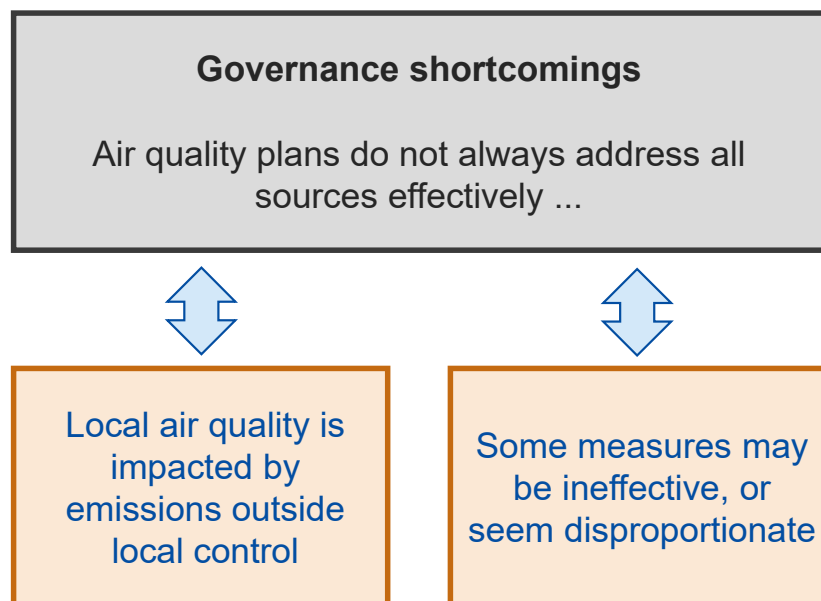 Governance shortcomings
Air quality plans do not always address all
sources effectively ...
Local air quality is
impacted by
emissions outside
local control
Some measures may
be ineffective, or
seem disproportionate